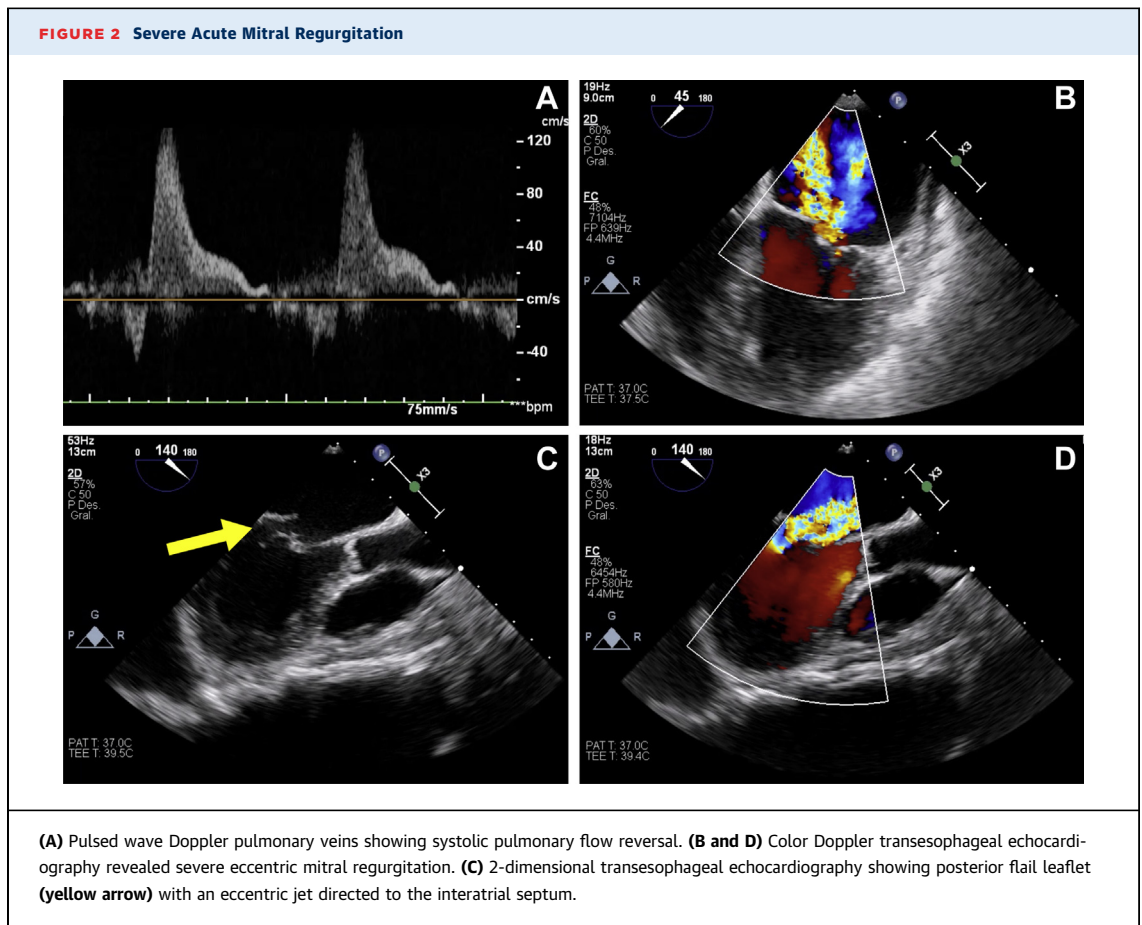 FIGURE 2 Severe Acute Mitral Regurgitation
A
cm/s
120
80
40
cm/s
-40
75mm/s
***bpm
19Hz
9.0cm
0 45 180
P
B
2D
60%
C 50
P Des.
Gral.
X3
FC
48%
7104Hz
FP 639Hz
4.4MHz
G
P R
PAT T: 37.0C
TEE T: 37.5C
53Hz
13cm
0 140 180
P
C
2D
57%
C 50
P Des.
Gral.
X3
G
P R
PAT T: 37.0C
TEE T: 39.5C
18Hz
13cm
0 140 180
P
D
2D
63%
C 50
P Des.
Gral.
X3
FC
48%
6454Hz
FP 580Hz
4.4MHz
G
P R
PAT T: 37.0C
TEE T: 39.4C
(A) Pulsed wave Doppler pulmonary veins showing systolic pulmonary flow reversal. (B and D) Color Doppler transesophageal echocardi-
ography revealed severe eccentric mitral regurgitation. (C) 2-dimensional transesophageal echocardiography showing posterior flail leaflet
(yellow arrow) with an eccentric jet directed to the interatrial septum.